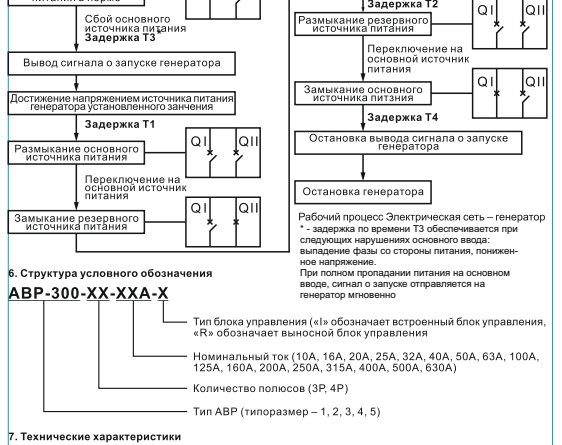 питания в норме
Сбой основного
источника питания
Задержка Т3*
Вывод сигнала о запуске генератора
Достижение напряжением источника питания
генератора установленного занчения
Задержка Т1
Размыкание основного
источника питания
QI QII
Переключение на
основной источник
питания
Замыкание резервного
источника питания
QI QII
Задержка Т2
Размыкание резервного
источника питания
QI QII
Переключение на
основной источник
питания
Замыкание основного
источника питзния
QI QII
Задержка Т4
Остановка вывода сигнала о запуске
генератора
Остановка генератора
Рабочий процесс Электрическая сеть – генератор
* - задержка по времени Т3 обеспечивается при
следующих нарушениях основного ввода:
выпадение фазы со стороны питания, понижен-
ное напряжение.
При полном пропадании питания на основном
вводе, сигнал о запуске отправляется на
генератор мгновенно
6. Структура условного обозначения
АВР-300-XX-XXA-X
Тип блока управления («I» обозначает встроенный блок управления,
«R» обозначает выносной блок управления
Номинальный ток (10А, 16А, 20А, 25А, 32А, 40А, 50А, 63А, 100А,
125А, 160А, 200А, 250А, 315А, 400А, 500А, 630А)
Количество полюсов (3Р, 4Р)
Тип АВР (типоразмер – 1, 2, 3, 4, 5)
7. Технические характеристики